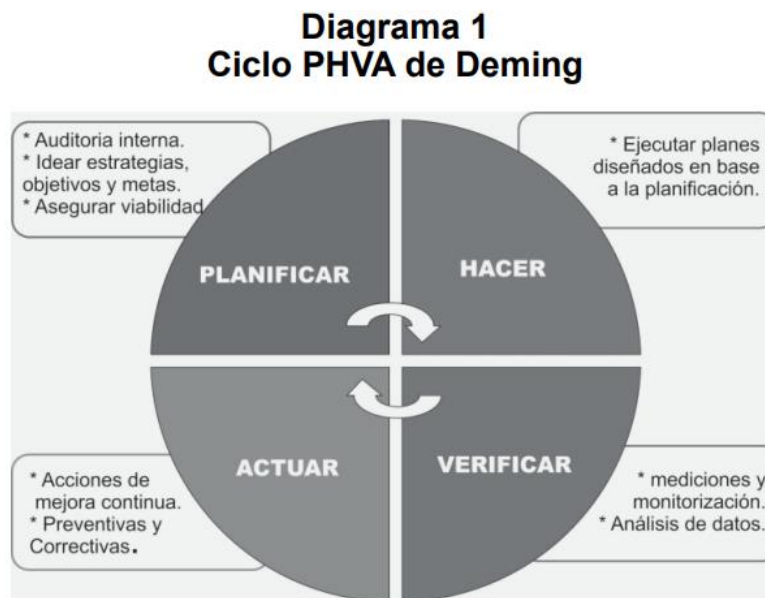 Diagrama 1
Ciclo PHVA de Deming
* Auditoria interna.
* Idear estrategias,
objetivos y metas.
* Asegurar viabilidad
* Ejecutar planes
diseñados en base
a la planificación.
PLANIFICAR
HACER
ACTUAR
VERIFICAR
* Acciones de
mejora continua.
* Preventivas y
Correctivas.
* mediciones y
monitorización.
* Análisis de datos.